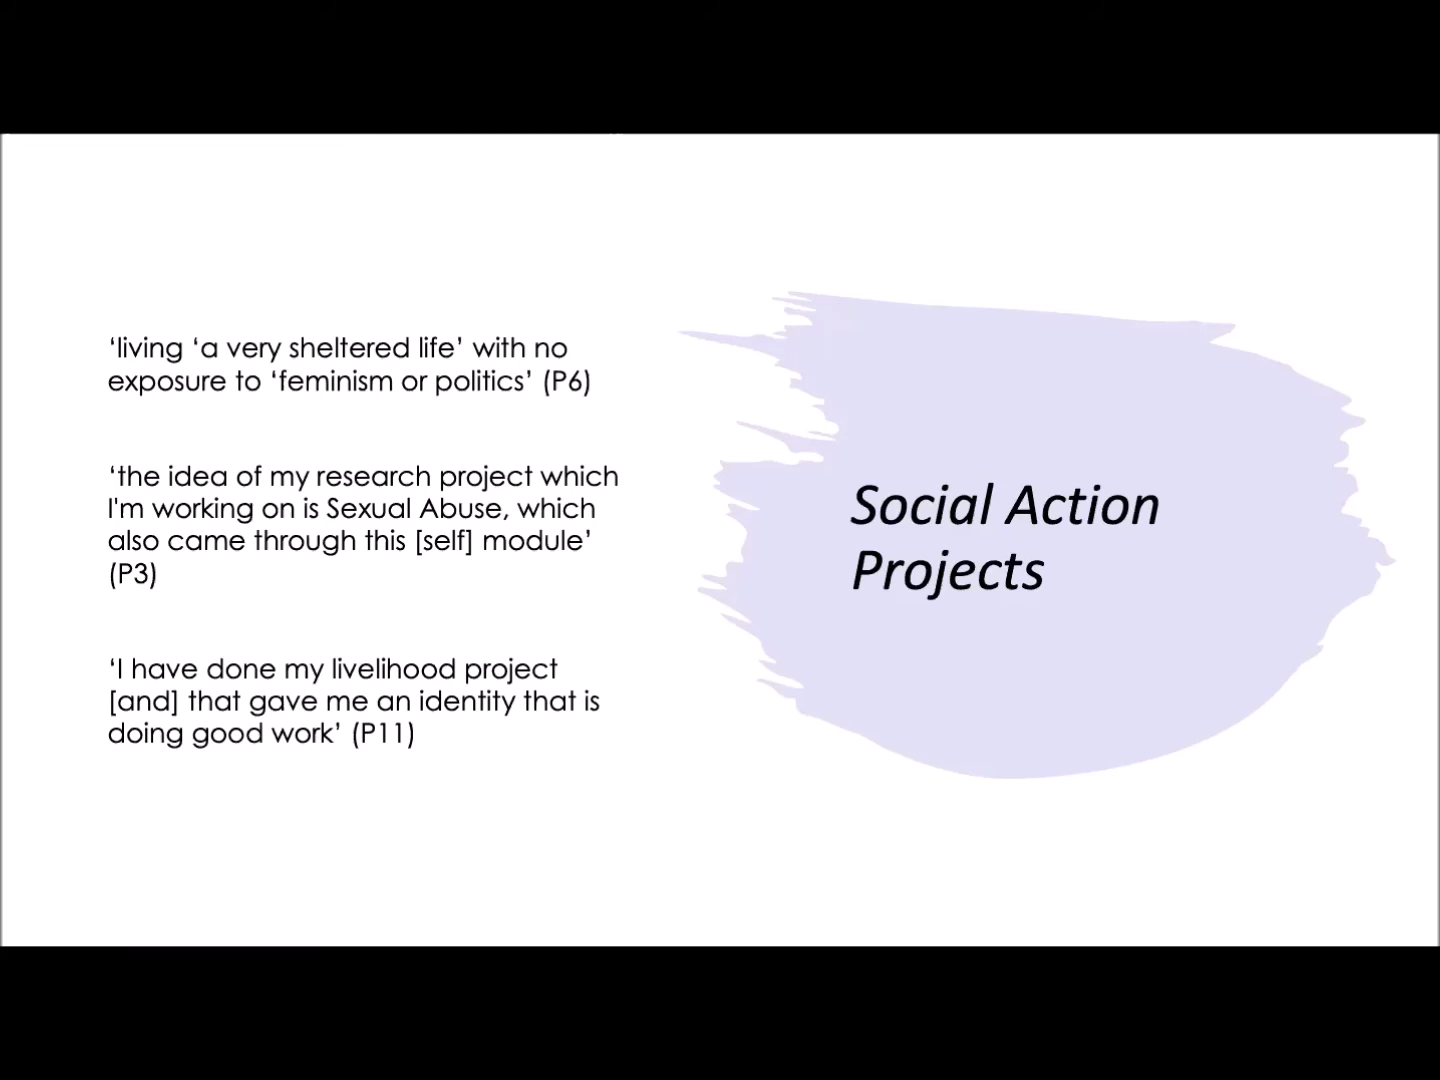 ‘living ‘a very sheltered life’ with no
exposure to ‘feminism or politics’ (P6)
‘the idea of my research project which
I'm working on is Sexual Abuse, which
also came through this [self] module’
(P3)
‘I have done my livelihood project
[and] that gave me an identity that is
doing good work’ (P11)
Social Action
Projects